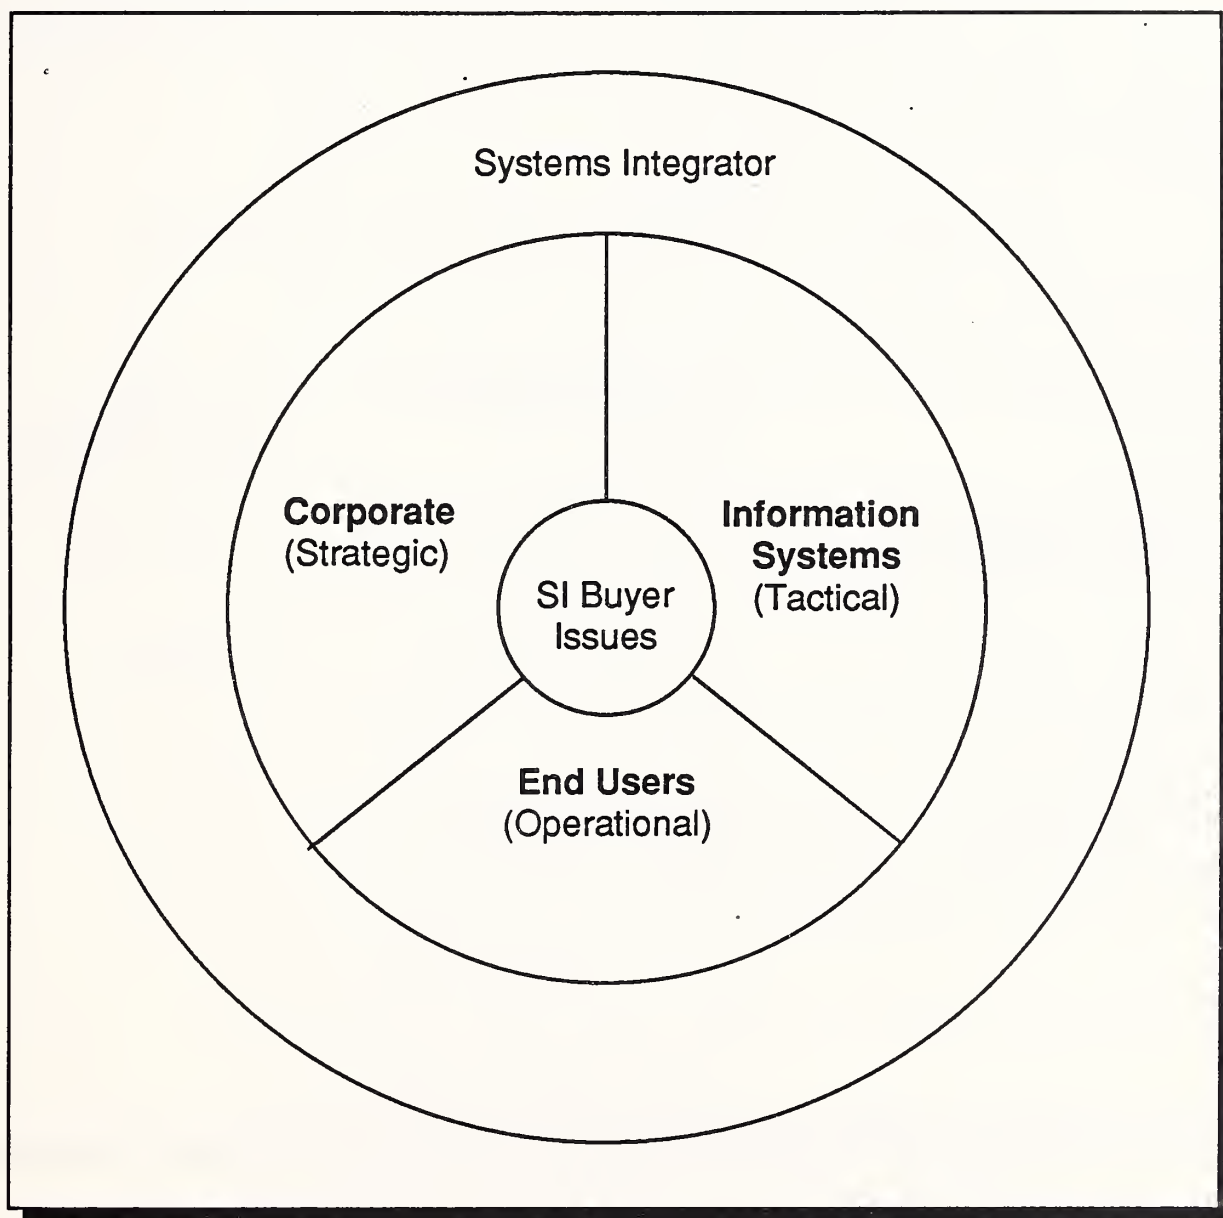 Systems Integrator
Corporate
(Strategic)
Information
Systems
(Tactical)
SI Buyer
Issues
End Users
(Operational)